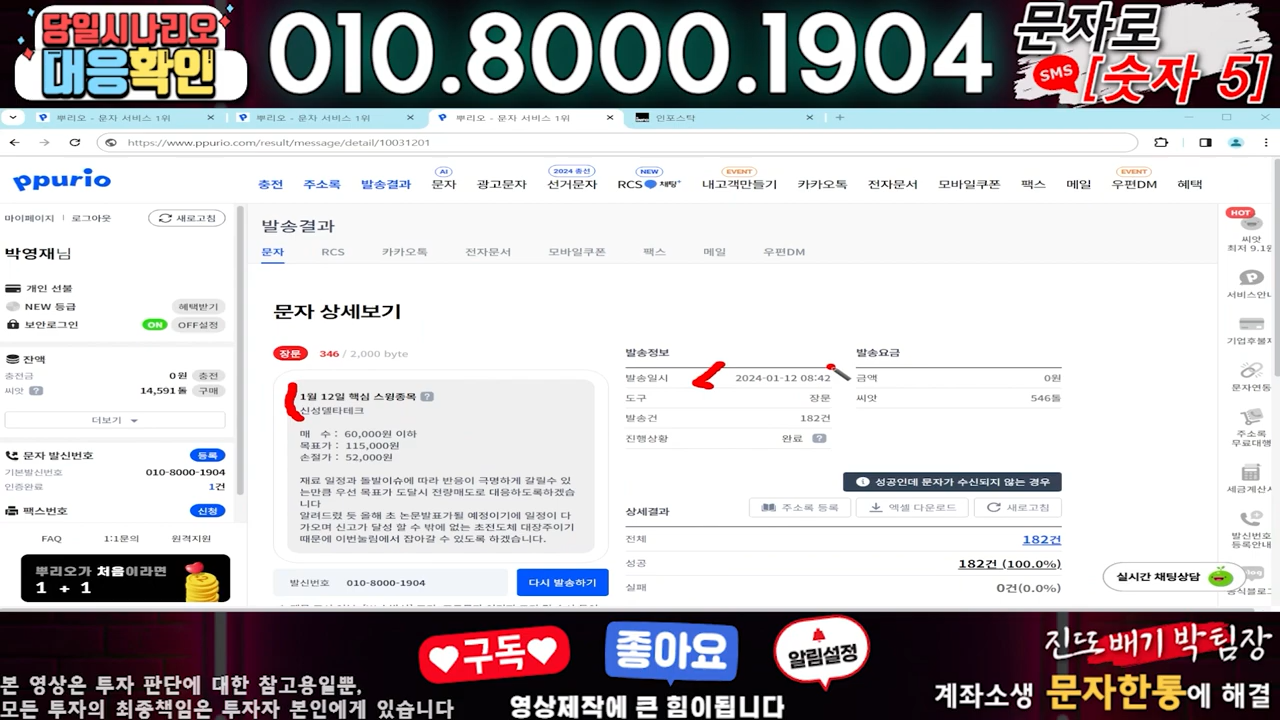 당일시나리오
대응확인
010.8000.1904
문자로
SMS [숫자 5]
뿌리오 - 문자 서비스 1위
뿌리오 - 문자 서비스 1위
뿌리오 - 문자 서비스 1위
인포스탁
https://www.ppurio.com/result/message/detail/10031201
ppurio
AI
2024 총선
NEW
EVENT
EVENT
충전 주소록 발송결과 문자 광고문자 선거문자 RCS 채팅+ 내고객만들기 카카오톡 전자문서 모바일쿠폰 팩스 메일 우편DM 혜택
마이페이지 | 로그아웃
새로고침
박영재님
개인 선불
NEW 등급 혜택받기
보안로그인 ON OFF설정
잔액
충전금 0원 충전
씨앗 ? 14,591톨 구매
더보기
문자 발신번호 등록
기본발신번호 010-8000-1904
인증완료 1건
팩스번호 신청
FAQ 1:1문의 원격지원
뿌리오가 처음이라면
1 + 1
발송결과
문자 RCS 카카오톡 전자문서 모바일쿠폰 팩스 메일 우편DM
문자 상세보기
장문 346 / 2,000 byte
1월 12일 핵심 스윙종목 ?
신성델타테크
매 수 : 60,000원 이하
목표가 : 115,000원
손절가 : 52,000원
재료 일정과 돌발이슈에 따라 반응이 극명하게 갈릴수 있
는만큼 우선 목표가 도달시 전량매도로 대응하도록하겠습
니다
알려드렸 듯 올해 초 논문발표가될 예정이기에 일정이 다
가오며 신고가 달성 할 수 밖에 없는 초전도체 대장주이기
때문에 이번눌림에서 잡아갈 수 있도록 하겠습니다.
발신번호 010-8000-1904 다시 발송하기
발송정보
발송일시 2024-01-12 08:42
도구 장문
발송건 182건
진행상황 완료 ?
발송요금
금액 0원
씨앗 546톨
성공인데 문자가 수신되지 않는 경우
상세결과
주소록 등록 엑셀 다운로드 새로고침
전체 182건
성공 182건 (100.0%)
실패 0건(0.0%)
HOT
씨앗
최저 9.1원
서비스안내
기업후불제
문자연동
주소록
무료대행
세금계산서
발신번호
등록안내
실시간 채팅상담
구독
좋아요
알림설정
영상제작에 큰 힘이됩니다
본 영상은 투자 판단에 대한 참고용일뿐,
모든 투자의 최종책임은 투자자 본인에게 있습니다
진또배기 박팀장
계좌소생 문자한통에 해결